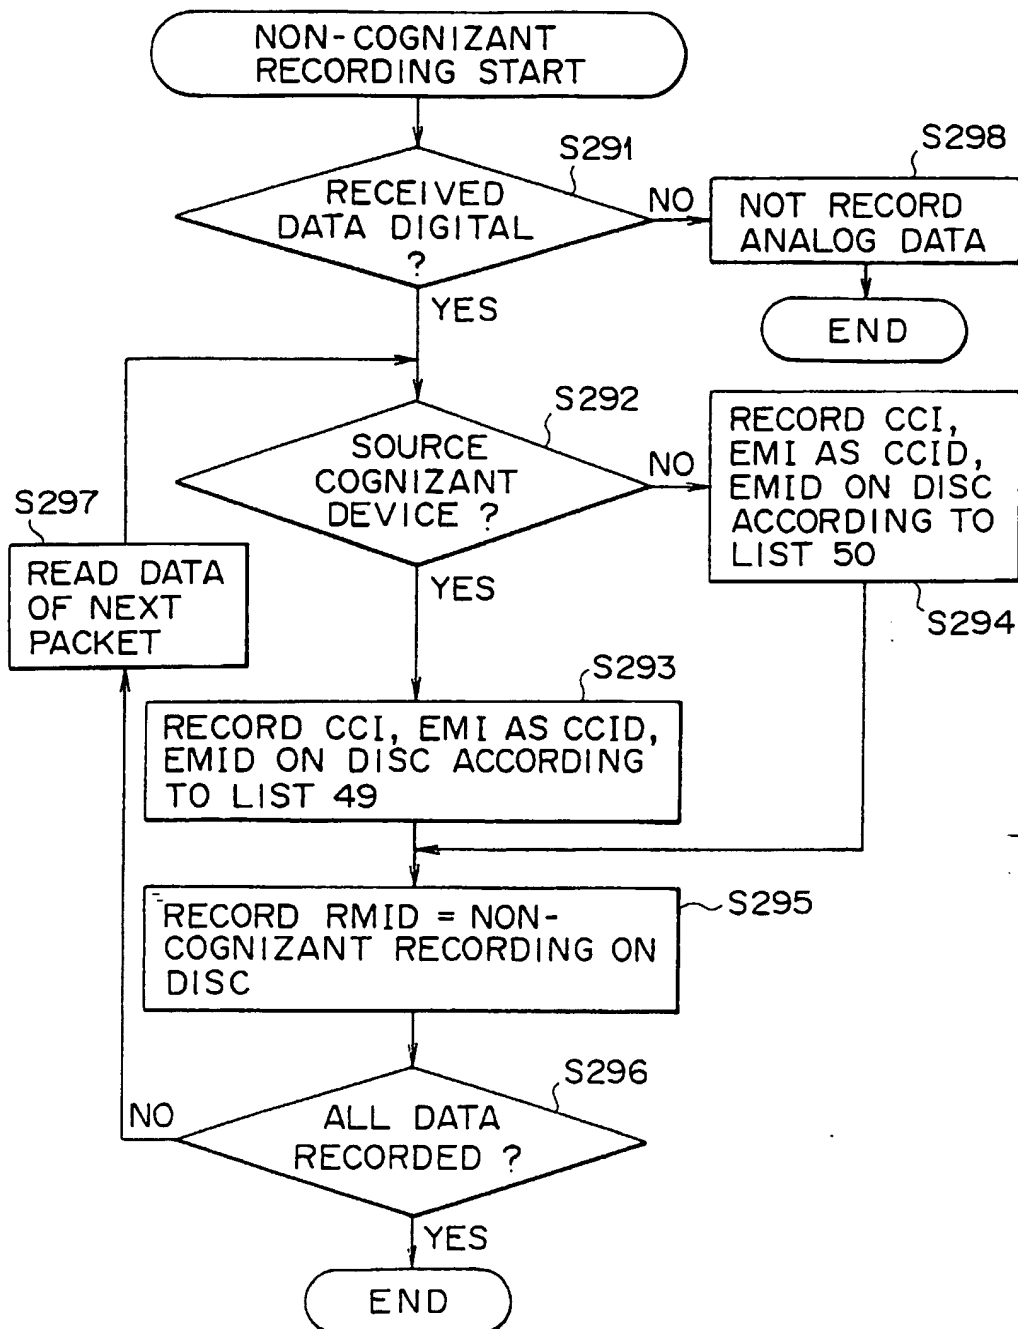 NON-COGNIZANT
RECORDING START
S291
RECEIVED
DATA DIGITAL
?
NO
S298
NOT RECORD
ANALOG DATA
END
YES
S292
SOURCE
COGNIZANT
DEVICE ?
NO
RECORD CCI,
EMI AS CCID,
EMID ON DISC
ACCORDING TO
LIST 50
S294
S297
READ DATA
OF NEXT
PACKET
YES
S293
RECORD CCI, EMI AS CCID,
EMID ON DISC ACCORDING
TO LIST 49
RECORD RMID = NON-
COGNIZANT RECORDING ON
DISC
S295
S296
ALL DATA
RECORDED ?
NO
YES
END